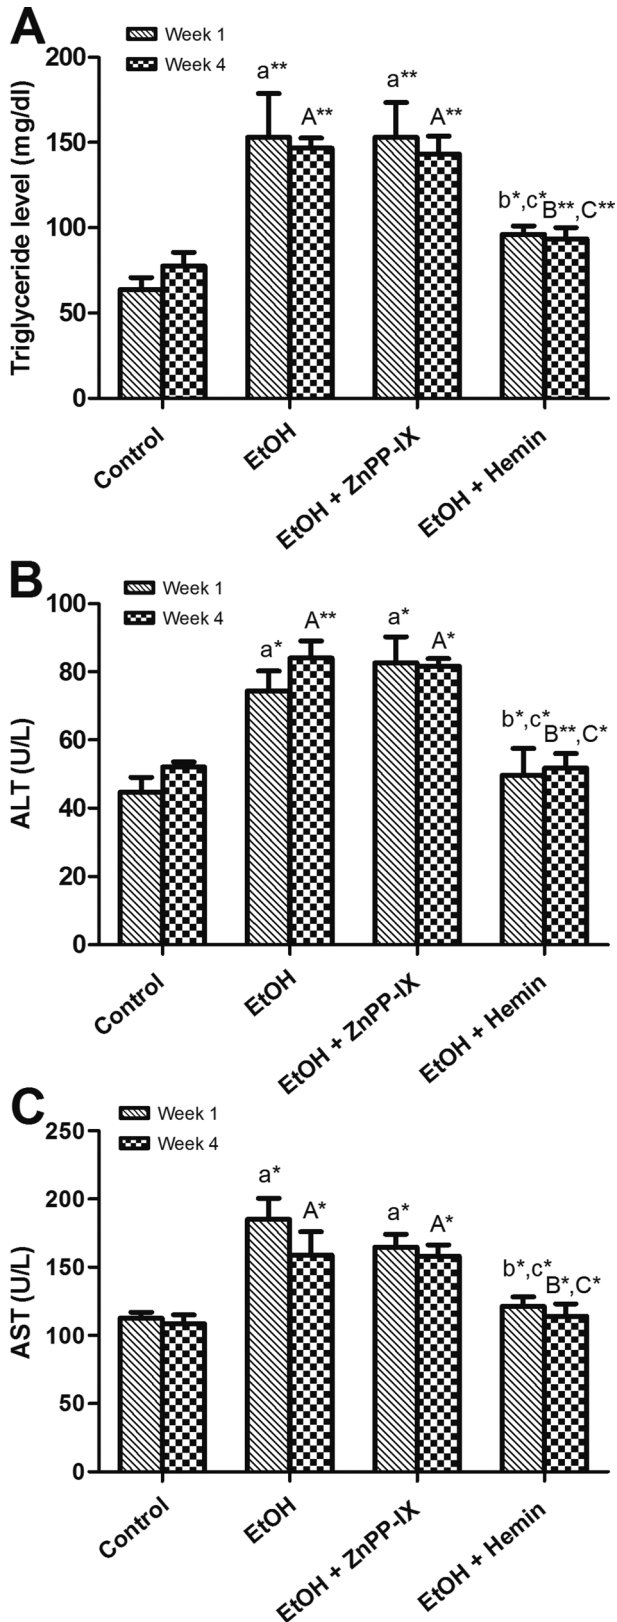 A
Week 1
Week 4
Triglyceride level (mg/dl)
200
150
100
50
0
a**
A**
a**
A**
b*,c*
B**,C**
Control
EtOH
EtOH + ZnPP-IX
EtOH + Hemin
B
Week 1
Week 4
ALT (U/L)
100
80
60
40
20
0
a*
A**
a*
A*
b*,c*
B**,C*
Control
EtOH
EtOH + ZnPP-IX
EtOH + Hemin
C
Week 1
Week 4
AST (U/L)
250
200
150
100
50
0
a*
A*
a*
A*
b*,c*
B*,C*
Control
EtOH
EtOH + ZnPP-IX
EtOH + Hemin